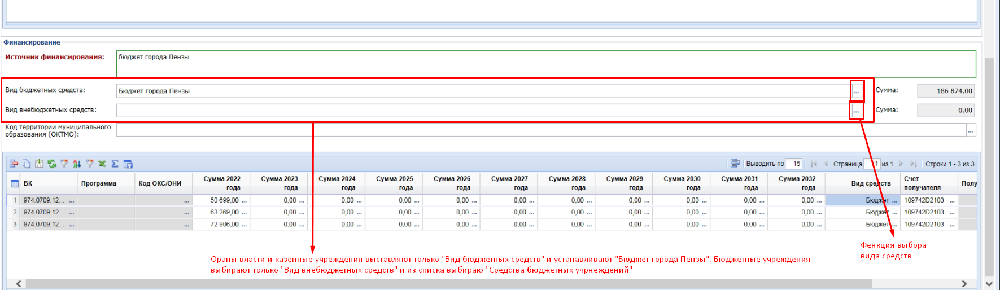 Финансирование
Источник финансирования: бюджет города Пензы
Вид бюджетных средств: Бюджет города Пензы ... Сумма: 186 874,00
Вид внебюджетных средств: ... Сумма: 0,00
Код территории муниципального
образования (ОКТМО): ...
Выводить по 15 Страница 1 из 1 Строки 1 - 3 из 3
БК Программа Код ОКС/ОНИ Сумма 2022 года Сумма 2023 года Сумма 2024 года Сумма 2025 года Сумма 2026 года Сумма 2027 года Сумма 2028 года Сумма 2029 года Сумма 2030 года Сумма 2031 года Сумма 2032 года Вид средств Счет получателя Полу
1 974.0709.12... ... ... 50 699,00 ... 0,00 ... 0,00 ... 0,00 ... 0,00 ... 0,00 ... 0,00 ... 0,00 ... 0,00 ... 0,00 ... 0,00 ... Бюджет ... 109742D2103 ...
2 974.0709.12... ... ... 63 269,00 ... 0,00 ... 0,00 ... 0,00 ... 0,00 ... 0,00 ... 0,00 ... 0,00 ... 0,00 ... 0,00 ... 0,00 ... Бюджет ... 109742D2103 ...
3 974.0709.12... ... ... 72 906,00 ... 0,00 ... 0,00 ... 0,00 ... 0,00 ... 0,00 ... 0,00 ... 0,00 ... 0,00 ... 0,00 ... 0,00 ... Бюджет ... 109742D2103 ...
Фенкция выбора
вида средств
Ораны власти и казенные учреждения выставляют только "Вид бюджетных средств" и устанавливают "Бюджет города Пензы". Бюджетные учреждения
выбирают только "Вид внебюджетных средств" и из списка выбираю "Средства бюджетных учрнеждений"